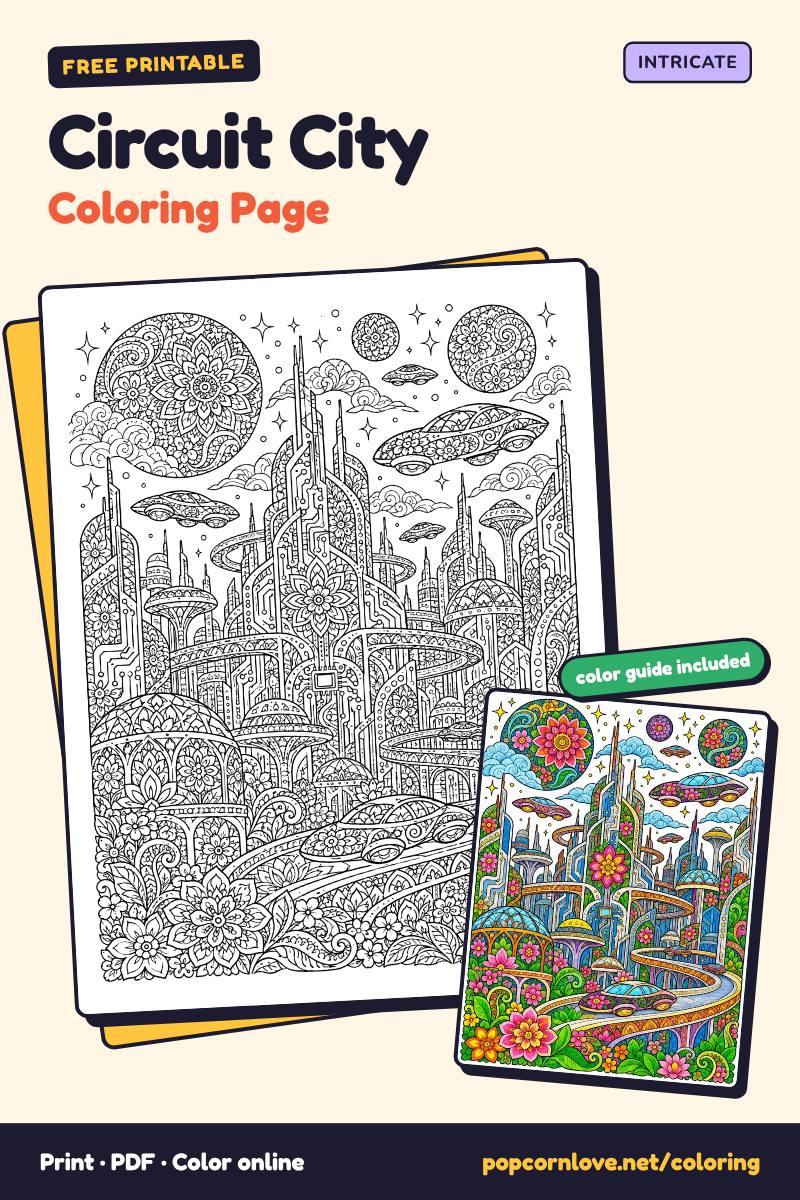 FREE PRINTABLE
INTRICATE
Circuit City
Coloring Page
color guide included
Print · PDF · Color online
popcornlove.net/coloring